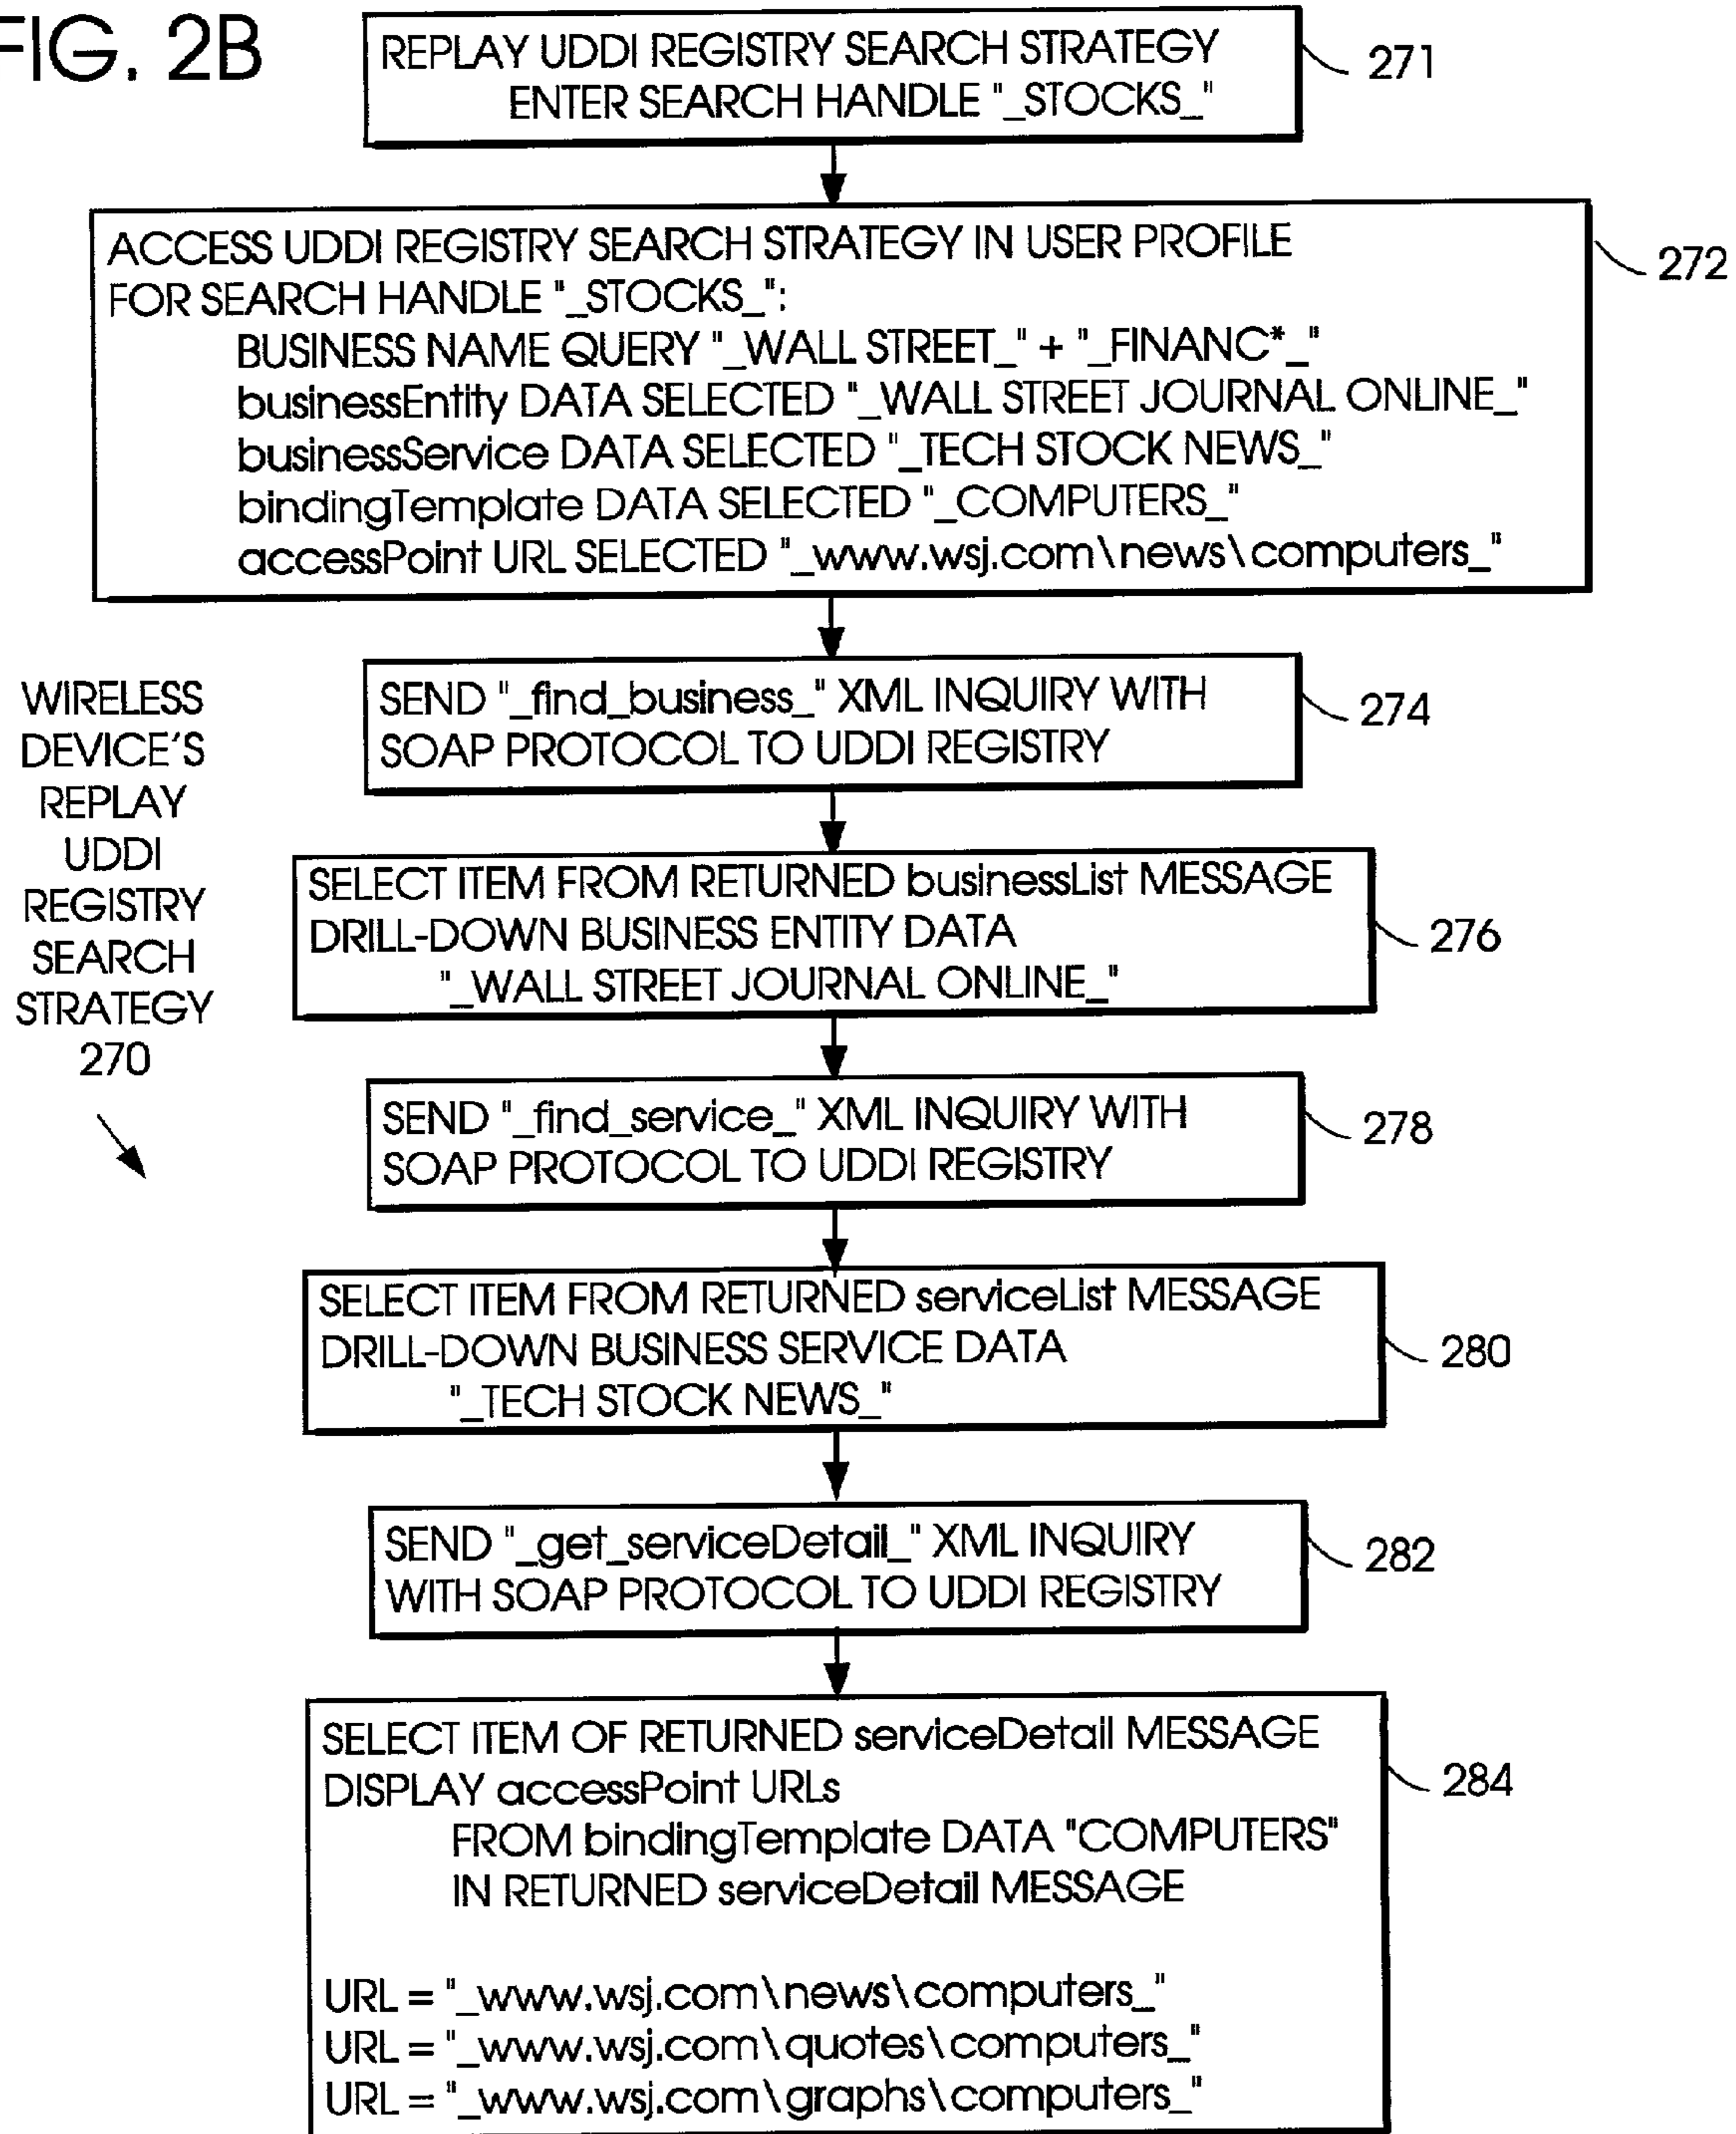 FIG. 2B
REPLAY UDDI REGISTRY SEARCH STRATEGY
ENTER SEARCH HANDLE "_STOCKS_"
271
ACCESS UDDI REGISTRY SEARCH STRATEGY IN USER PROFILE
FOR SEARCH HANDLE "_STOCKS_":
BUSINESS NAME QUERY "_WALL STREET_" + "_FINANC*_"
businessEntity DATA SELECTED "_WALL STREET JOURNAL ONLINE_"
businessService DATA SELECTED "_TECH STOCK NEWS_"
bindingTemplate DATA SELECTED "_COMPUTERS_"
accessPoint URL SELECTED "_www.wsj.com\news\computers_"
272
WIRELESS
DEVICE'S
REPLAY
UDDI
REGISTRY
SEARCH
STRATEGY
270
SEND "_find_business_" XML INQUIRY WITH
SOAP PROTOCOL TO UDDI REGISTRY
274
SELECT ITEM FROM RETURNED businessList MESSAGE
DRILL-DOWN BUSINESS ENTITY DATA
"_WALL STREET JOURNAL ONLINE_"
276
SEND "_find_service_" XML INQUIRY WITH
SOAP PROTOCOL TO UDDI REGISTRY
278
SELECT ITEM FROM RETURNED serviceList MESSAGE
DRILL-DOWN BUSINESS SERVICE DATA
"_TECH STOCK NEWS_"
280
SEND "_get_serviceDetail_" XML INQUIRY
WITH SOAP PROTOCOL TO UDDI REGISTRY
282
SELECT ITEM OF RETURNED serviceDetail MESSAGE
DISPLAY accessPoint URLs
FROM bindingTemplate DATA "COMPUTERS"
IN RETURNED serviceDetail MESSAGE
URL = "_www.wsj.com\news\computers_"
URL = "_www.wsj.com\quotes\computers_"
URL = "_www.wsj.com\graphs\computers_"
284